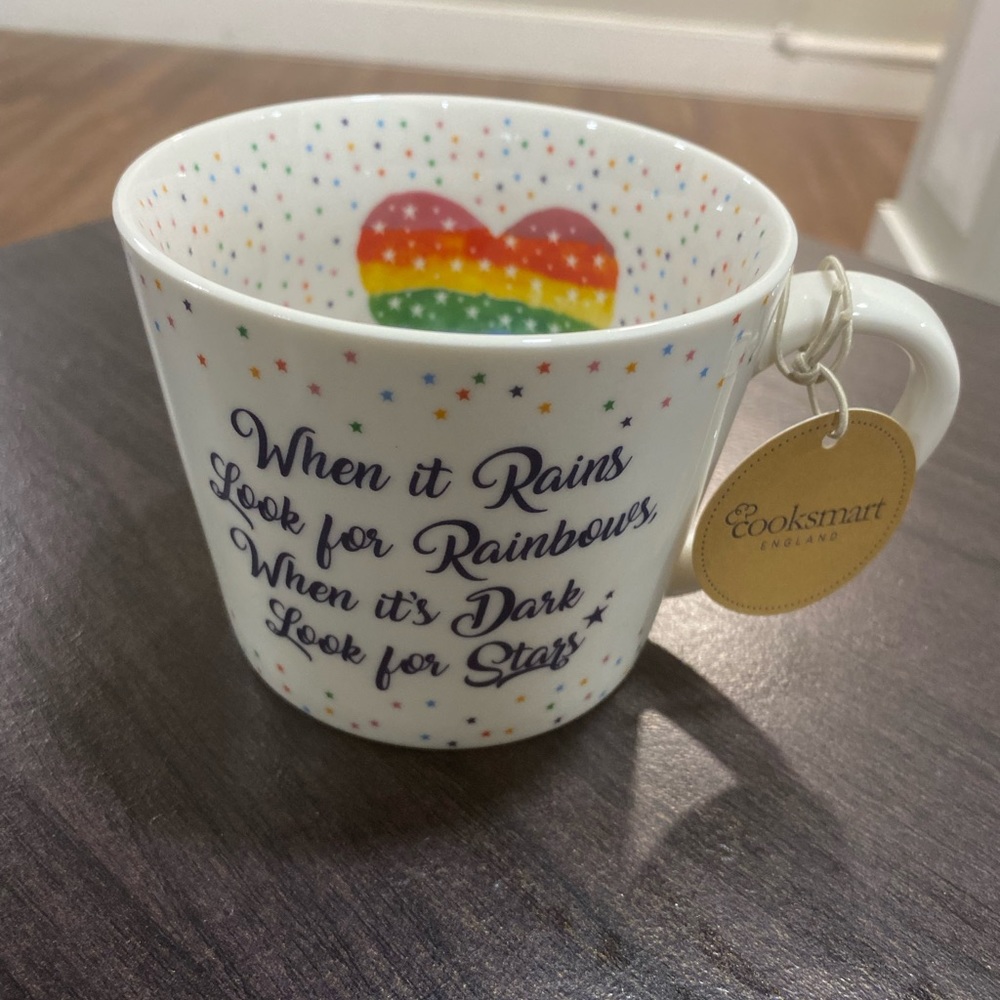 When it Rains
Look for Rainbows,
When it's Dark
Look for Stars
Cooksmart
ENGLAND